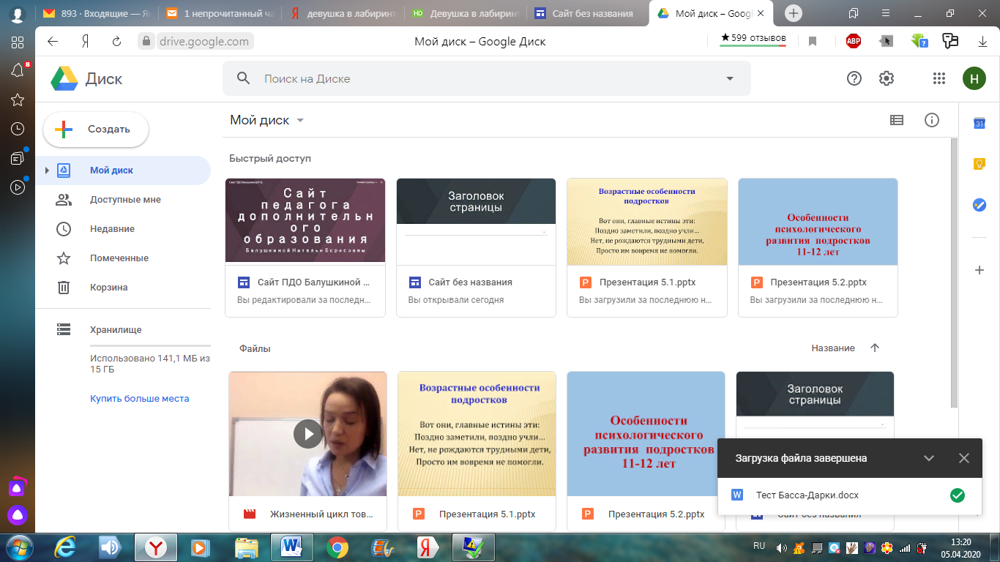 893 · Входящие — Ян
1 непрочитанный ча
девушка в лабиринт
Девушка в лабиринт
Сайт без названия
Мой диск – Googl
drive.google.com
Мой диск – Google Диск
★599 отзывов
ABP
8
Диск
Поиск на Диске
Н
Создать
Мой диск
Доступные мне
Недавние
Помеченные
Корзина
Хранилище
Использовано 141,1 МБ из
15 ГБ
Купить больше места
Мой диск
31
Быстрый доступ
Сайт
педагога
дополнительн
ого образования
Балушкиной Натальи Борисовны
Сайт ПДО Балушкиной ...
Вы редактировали за последн...
Заголовок
страницы
Сайт без названия
Вы открывали сегодня
Возрастные особенности
подростков
Вот они, главные истины эти:
Поздно заметили, поздно учли...
Нет, не рождаются трудными дети,
Просто им вовремя не помогли.
Презентация 5.1.pptx
Вы загрузили за последнюю н...
Особенности
психологического
развития подростков
11-12 лет
Презентация 5.2.pptx
Вы загрузили за последнюю н...
Файлы
Название
Жизненный цикл тов...
Возрастные особенности
подростков
Вот они, главные истины эти:
Поздно заметили, поздно учли...
Нет, не рождаются трудными дети,
Просто им вовремя не помогли.
Презентация 5.1.pptx
Особенности
психологического
развития подростков
11-12 лет
Презентация 5.2.pptx
Заголовок
страницы
Сайт без названия
Загрузка файла завершена
Тест Басса-Дарки.docx
RU
13:20
05.04.2020